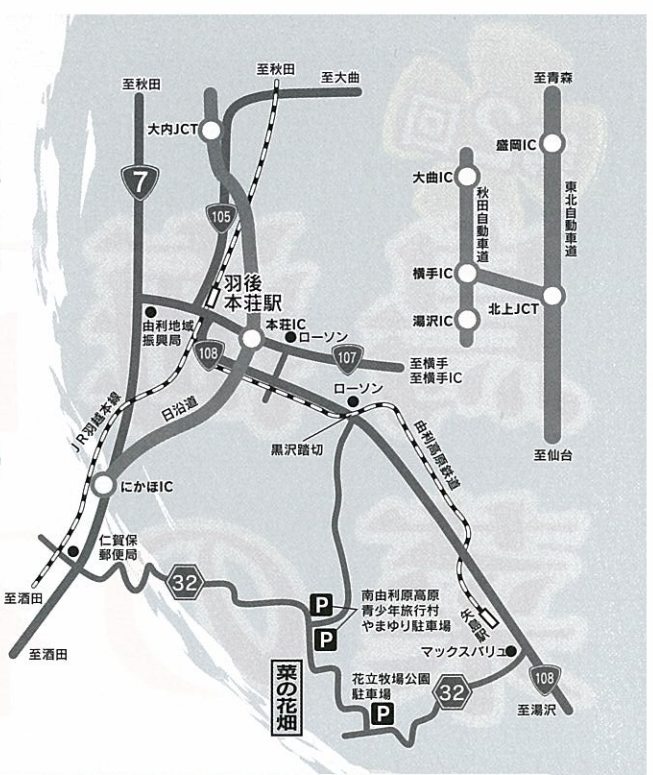 至秋田
至秋田
至大曲
大内JCT
7
105
羽後
本荘駅
由利地域
振興局
本荘IC
ローソン
108
107
至横手
至横手IC
ローソン
JR羽越本線
日沿道
黒沢踏切
由利高原鉄道
にかほIC
仁賀保
郵便局
至酒田
至酒田
32
P
P
南由利原高原
青少年旅行村
やまゆり駐車場
矢島駅
マックスバリュ
菜の花畑
花立牧場公園
駐車場
P
32
108
至湯沢
至青森
盛岡IC
大曲IC
秋田自動車道
東北自動車道
横手IC
北上JCT
湯沢IC
至仙台